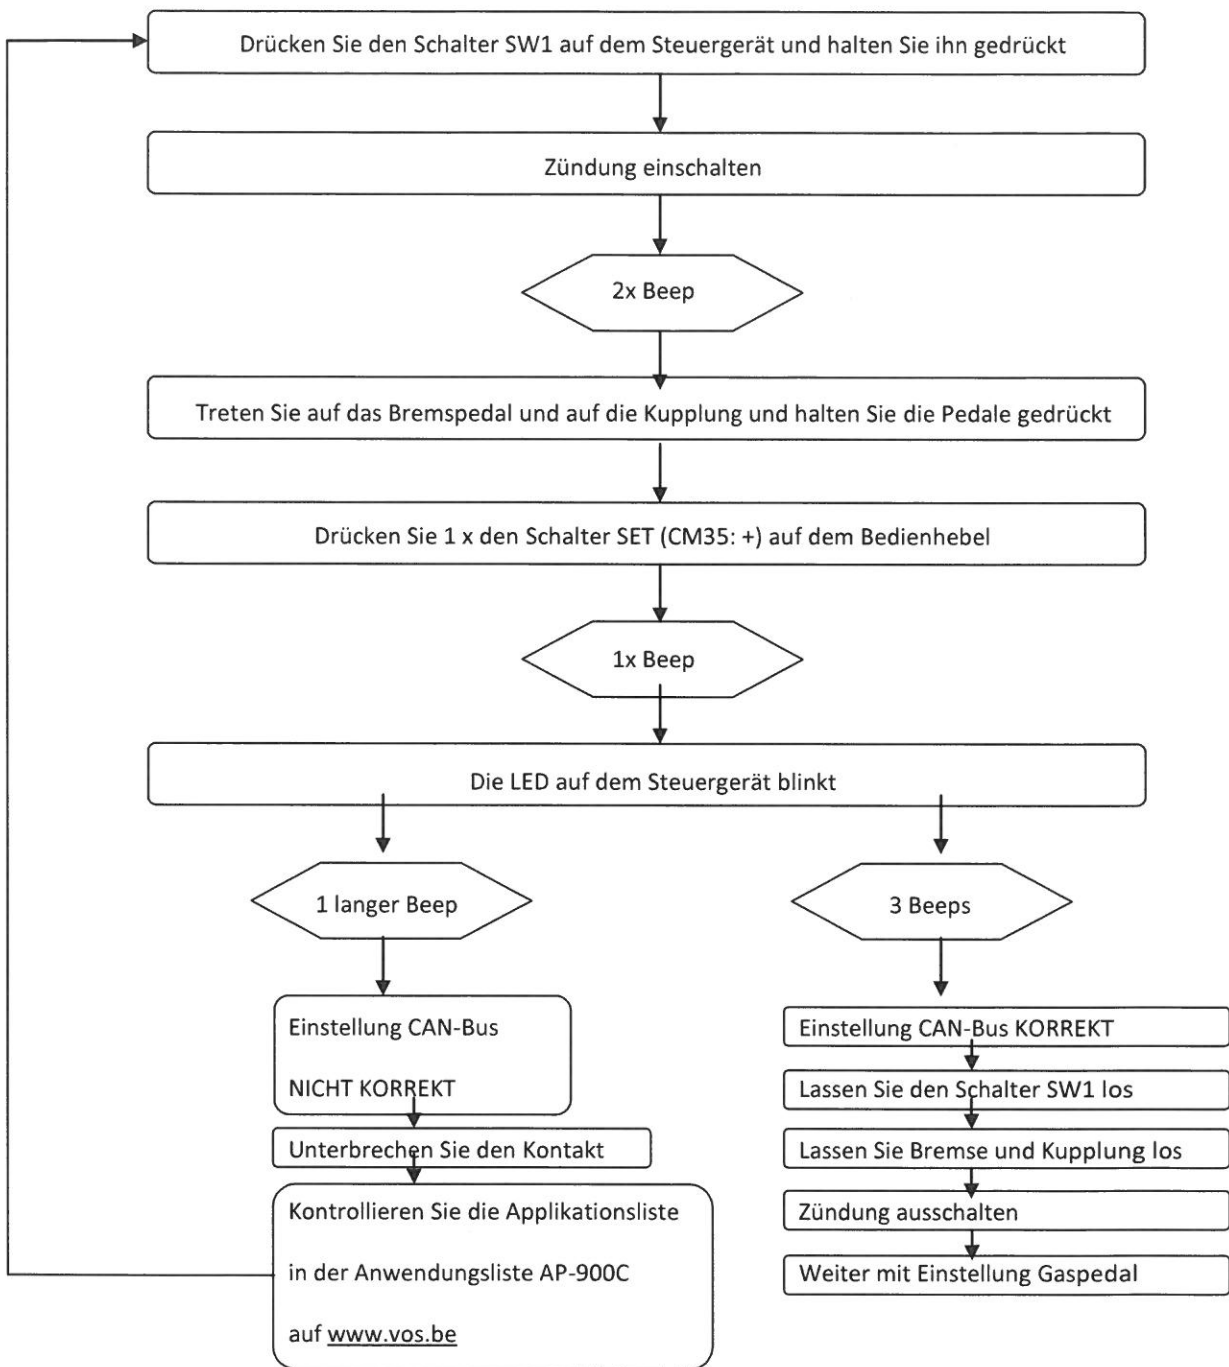 Drücken Sie den Schalter SW1 auf dem Steuergerät und halten Sie ihn gedrückt
Zündung einschalten
2x Beep
Treten Sie auf das Bremspedal und auf die Kupplung und halten Sie die Pedale gedrückt
Drücken Sie 1 x den Schalter SET (CM35: +) auf dem Bedienhebel
1x Beep
Die LED auf dem Steuergerät blinkt
1 langer Beep
Einstellung CAN-Bus
NICHT KORREKT
Unterbrechen Sie den Kontakt
Kontrollieren Sie die Applikationsliste
in der Anwendungsliste AP-900C
auf www.vos.be
3 Beeps
Einstellung CAN-Bus KORREKT
Lassen Sie den Schalter SW1 los
Lassen Sie Bremse und Kupplung los
Zündung ausschalten
Weiter mit Einstellung Gaspedal